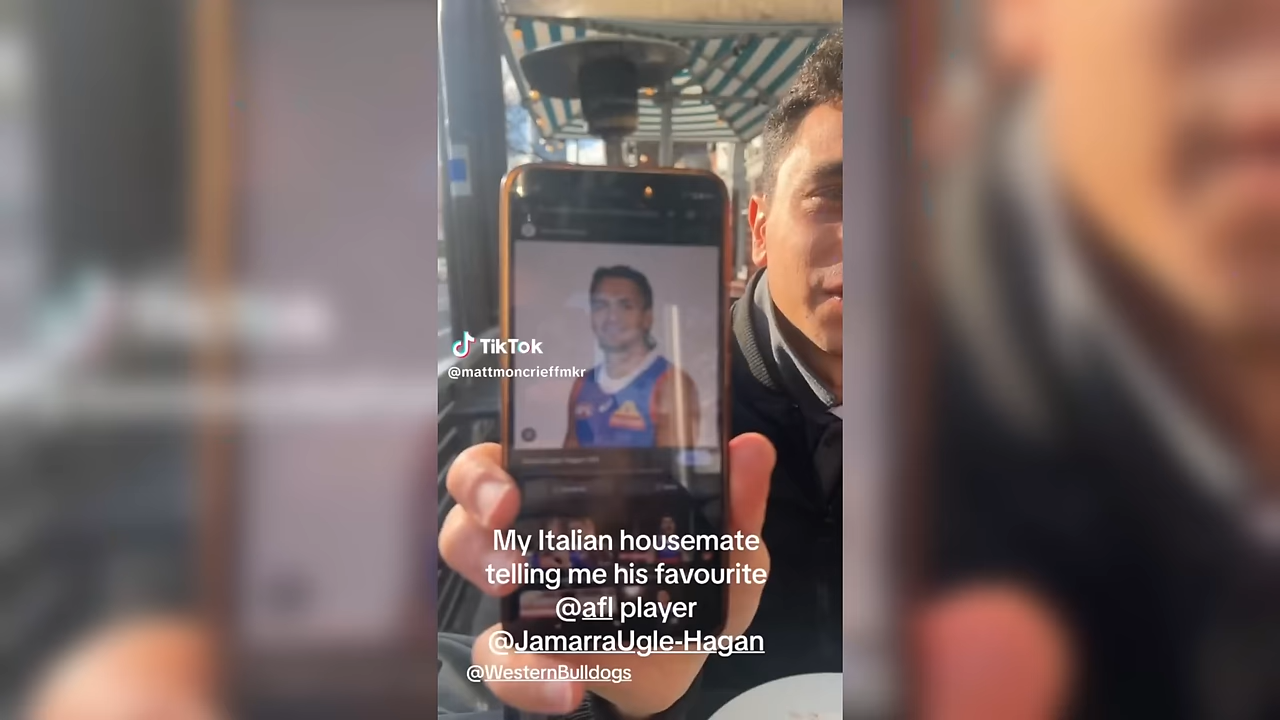 TikTok
@mattmoncrieffmkr
My Italian housemate
telling me his favourite
@afl player
@JamarraUgle-Hagan
@WesternBulldogs